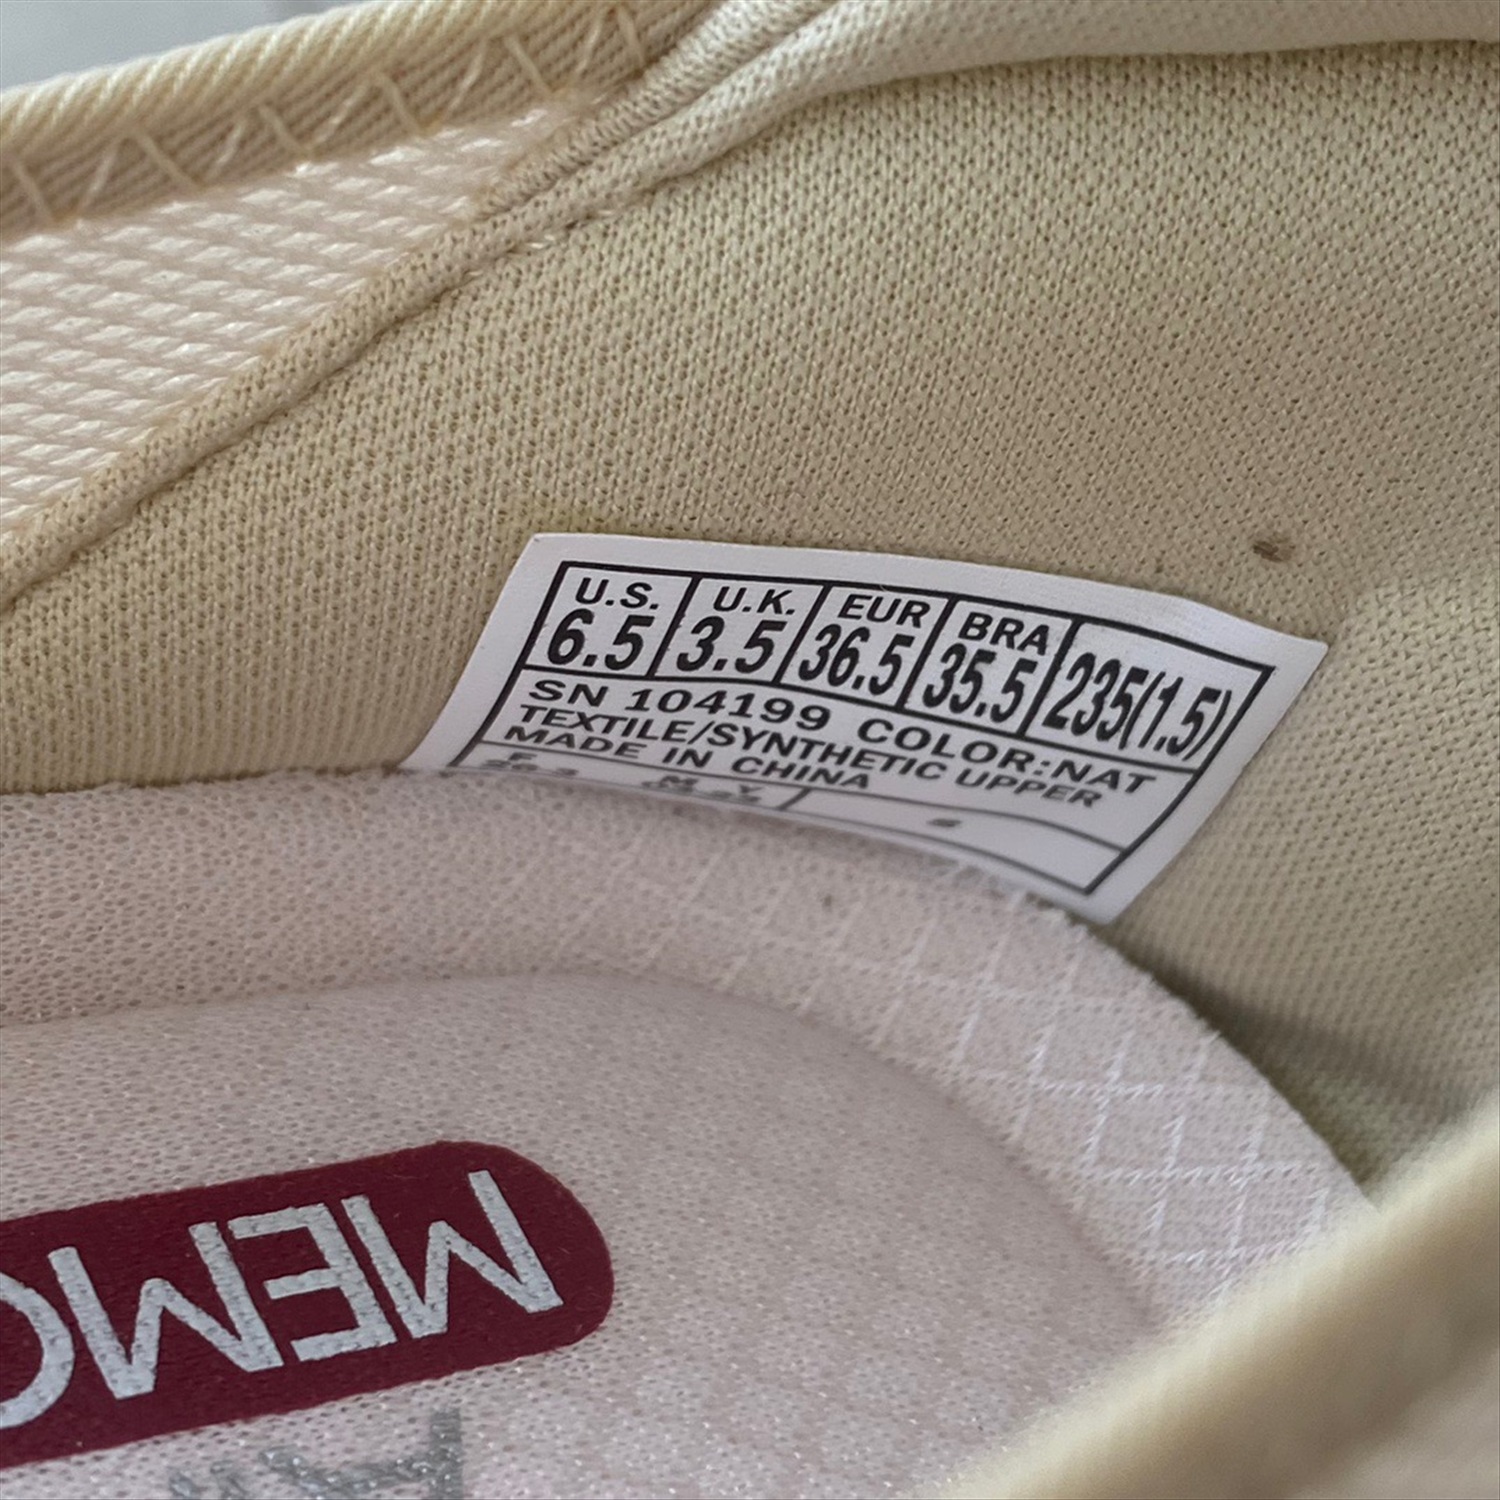 U.S. U.K. EUR BRA
6.5 3.5 36.5 35.5 235(1.5)
SN 104199 COLOR:NAT
TEXTILE/SYNTHETIC UPPER
MADE IN CHINA
F M Y S
MEMO